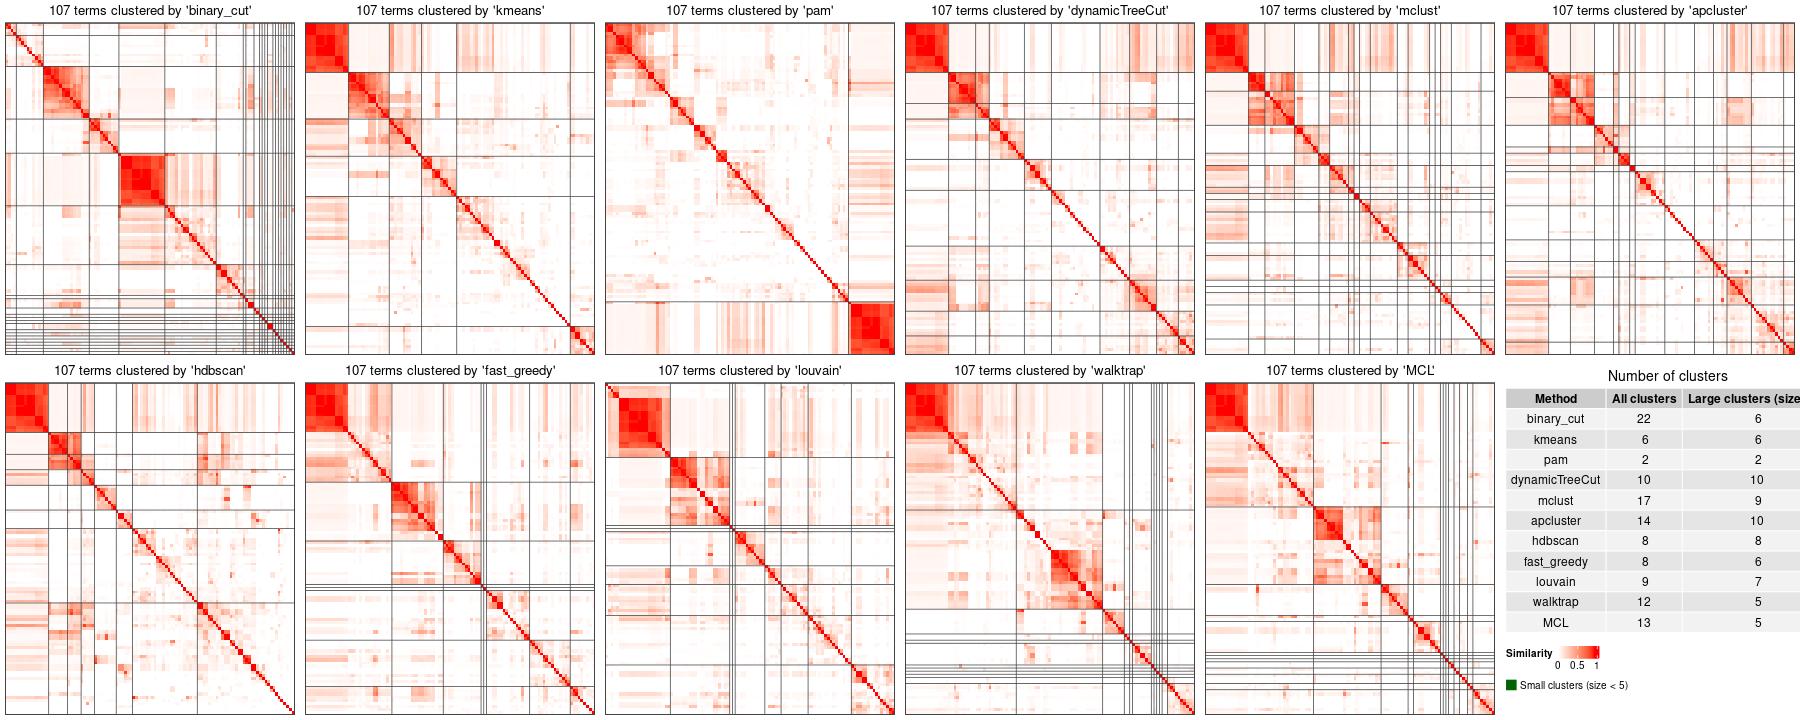 107 terms clustered by 'binary_cut'
107 terms clustered by 'kmeans'
107 terms clustered by 'pam'
107 terms clustered by 'dynamicTreeCut'
107 terms clustered by 'mclust'
107 terms clustered by 'apcluster'
107 terms clustered by 'hdbscan'
107 terms clustered by 'fast_greedy'
107 terms clustered by 'louvain'
107 terms clustered by 'walktrap'
107 terms clustered by 'MCL'
Number of clusters
Method All clusters Large clusters (size
binary_cut 22 6
kmeans 6 6
pam 2 2
dynamicTreeCut 10 10
mclust 17 9
apcluster 14 10
hdbscan 8 8
fast_greedy 8 6
louvain 9 7
walktrap 12 5
MCL 13 5
Similarity
0 0.5 1
Small clusters (size < 5)